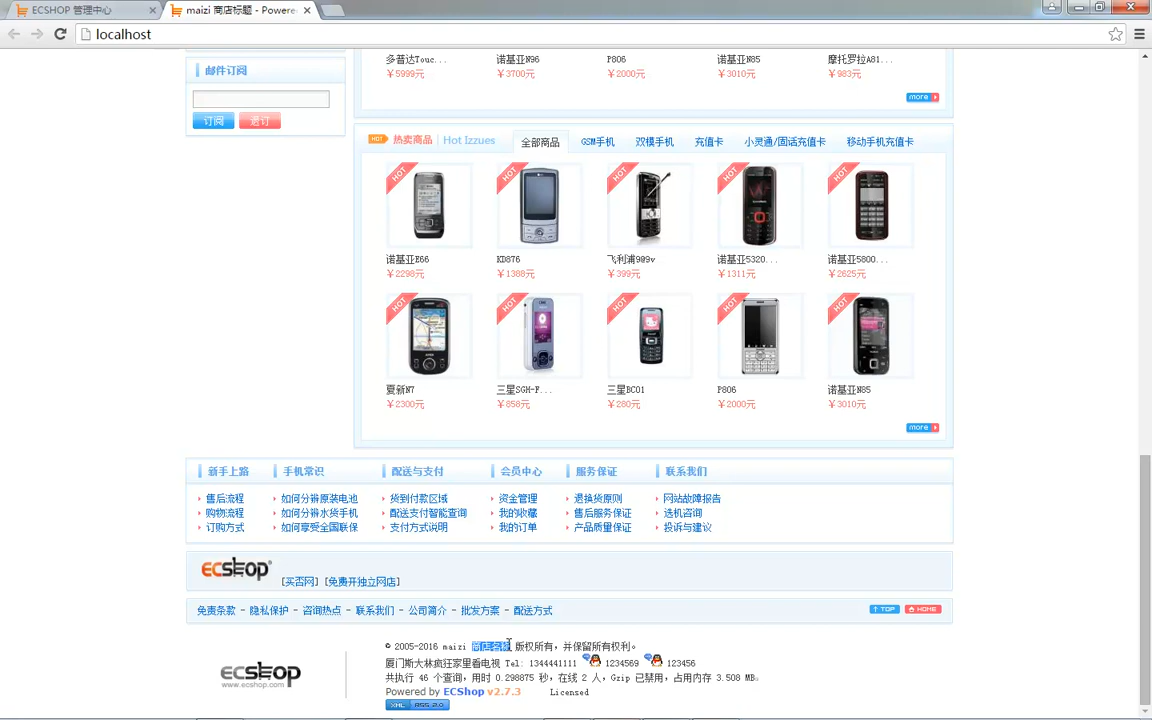 ECSHOP 管理中心
maizi 商店标题 - Powere
localhost
邮件订阅
订阅 退订
多普达Touc... 诺基亚N96 P806 诺基亚N85 摩托罗拉A81...
￥5999元 ￥3700元 ￥2000元 ￥3010元 ￥983元
more
HOT 热卖商品 Hot Izzues 全部商品 GSM手机 双模手机 充值卡 小灵通/固话充值卡 移动手机充值卡
HOT HOT HOT HOT HOT
诺基亚E66 KD876 飞利浦9@9v 诺基亚5320... 诺基亚5800...
￥2298元 ￥1388元 ￥399元 ￥1311元 ￥2625元
HOT HOT HOT HOT HOT
夏新N7 三星SGH-F... 三星BC01 P806 诺基亚N85
￥2300元 ￥858元 ￥280元 ￥2000元 ￥3010元
more
新手上路 手机常识 配送与支付 会员中心 服务保证 联系我们
售后流程 如何分辨原装电池 货到付款区域 资金管理 退换货原则 网站故障报告
购物流程 如何分辨水货手机 配送支付智能查询 我的收藏 售后服务保证 选机咨询
订购方式 如何享受全国联保 支付方式说明 我的订单 产品质量保证 投诉与建议
ecshop [买否网] [免费开独立网店]
免责条款 - 隐私保护 - 咨询热点 - 联系我们 - 公司简介 - 批发方案 - 配送方式
TOP HOME
© 2005-2016 maizi 商店名称 版权所有，并保留所有权利。
厦门斯大林疯狂家里看电视 Tel: 1344441111 1234569 123456
共执行 46 个查询，用时 0.298875 秒，在线 2 人，Gzip 已禁用，占用内存 3.508 MB。
ecshop
www.ecshop.com
Powered by ECShop v2.7.3 Licensed
XML RSS 2.0